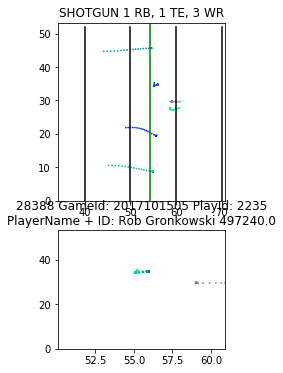 SHOTGUN 1 RB, 1 TE, 3 WR
50
40
30
20
10
0
40 50 60 70
28388 GameId: 2017101505 PlayId: 2235
PlayerName + ID: Rob Gronkowski 497240.0
40
20
0
52.5 55.0 57.5 60.0